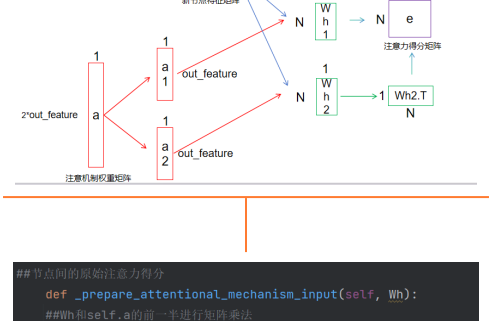 新节点特征矩阵
N
W
h
1
N
e
注意力得分矩阵
1
1
a
1
out_feature
2*out_feature
a
1
N
W
h
2
1
Wh2.T
N
1
a
2
out_feature
注意机制权重矩阵
##节点间的原始注意力得分
def _prepare_attentional_mechanism_input(self, Wh):
##Wh和self.a的前一半进行矩阵乘法